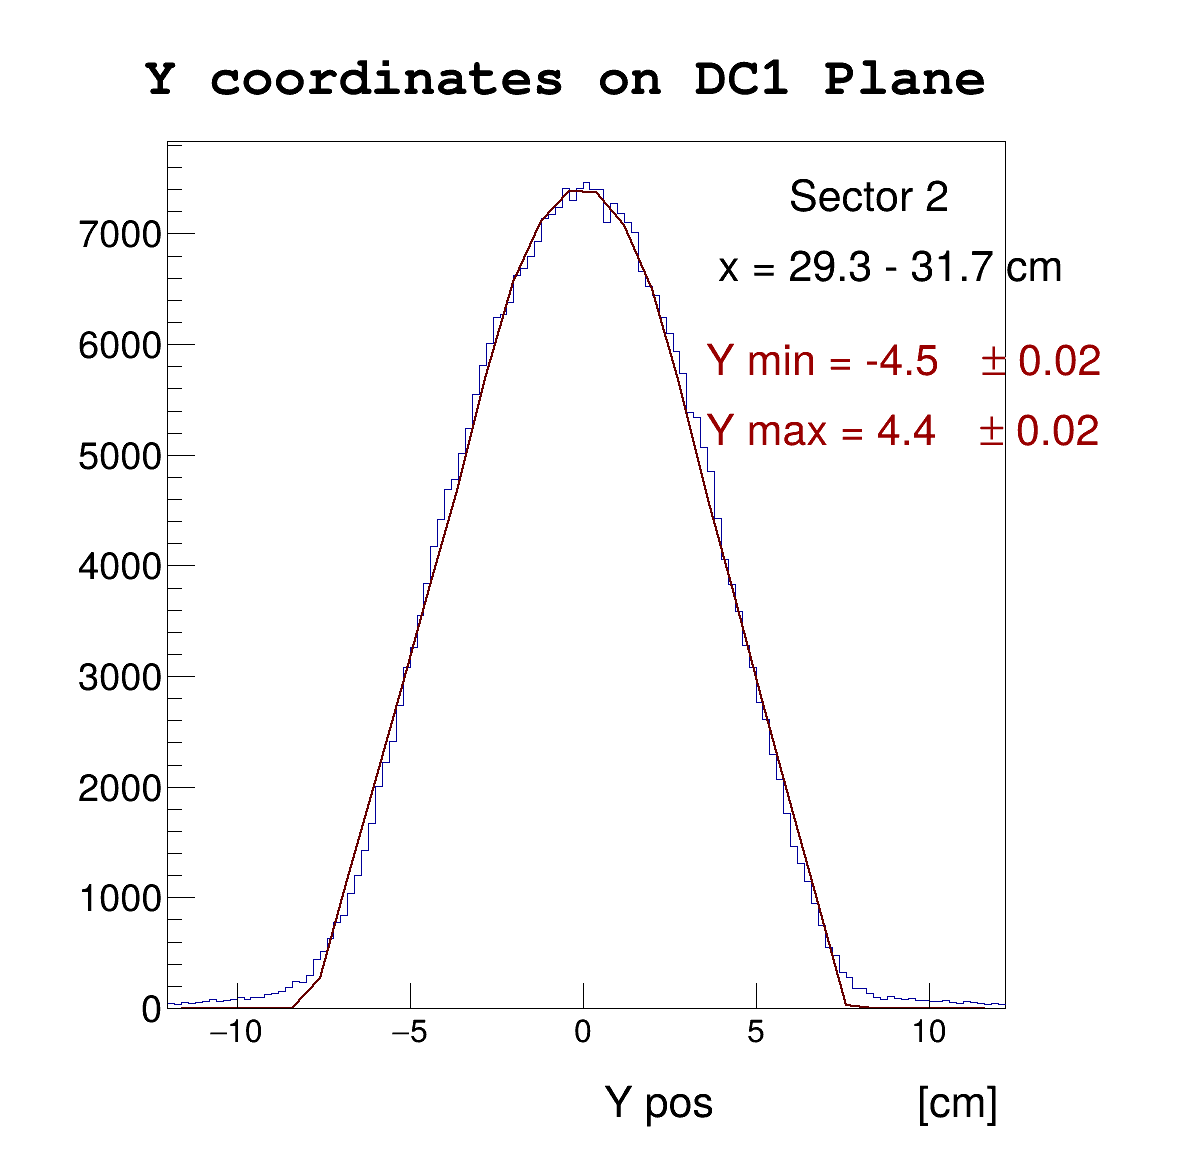 Y coordinates on DC1 Plane
Sector 2
x = 29.3 - 31.7 cm
Y min = -4.5 ± 0.02
Y max = 4.4 ± 0.02
7000
6000
5000
4000
3000
2000
1000
0
−10 −5 0 5 10
Y pos [cm]